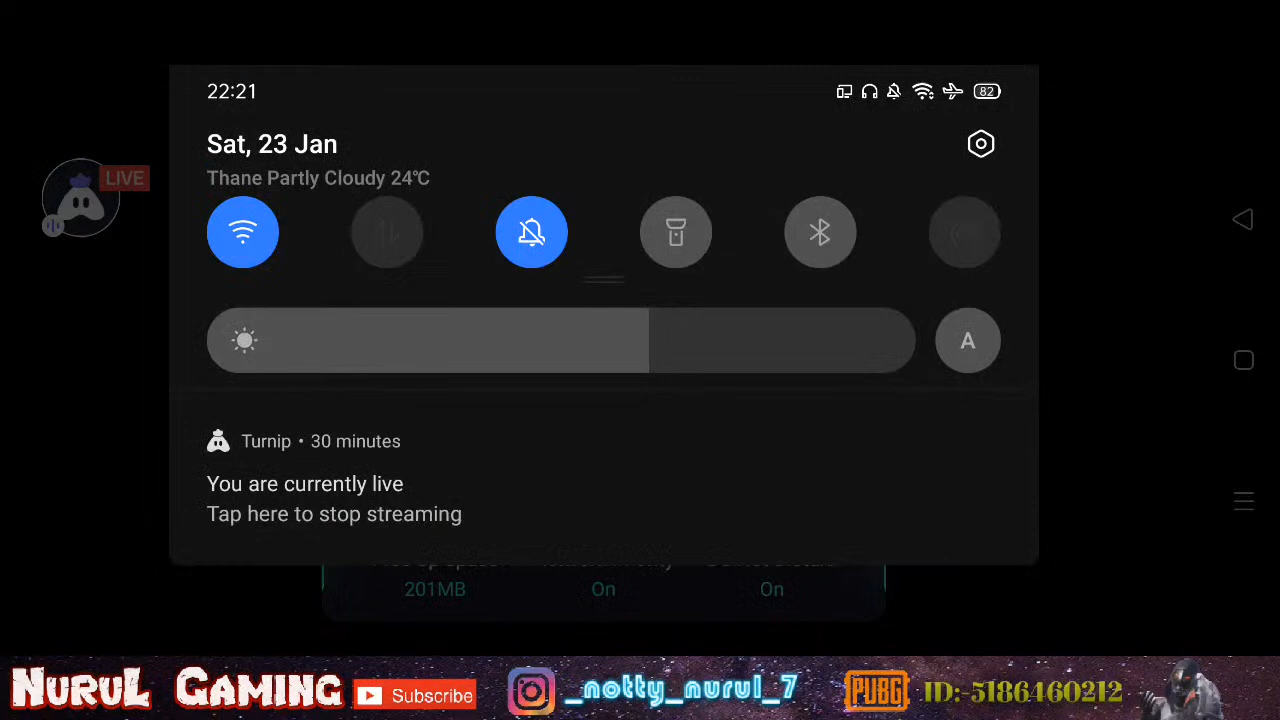 22:21
82
Sat, 23 Jan
Thane Partly Cloudy 24℃
LIVE
A
Turnip • 30 minutes
You are currently live
Tap here to stop streaming
201MB On On
NURUL GAMING Subscribe _notty_nurul_7 PUBG ID:-5186460212